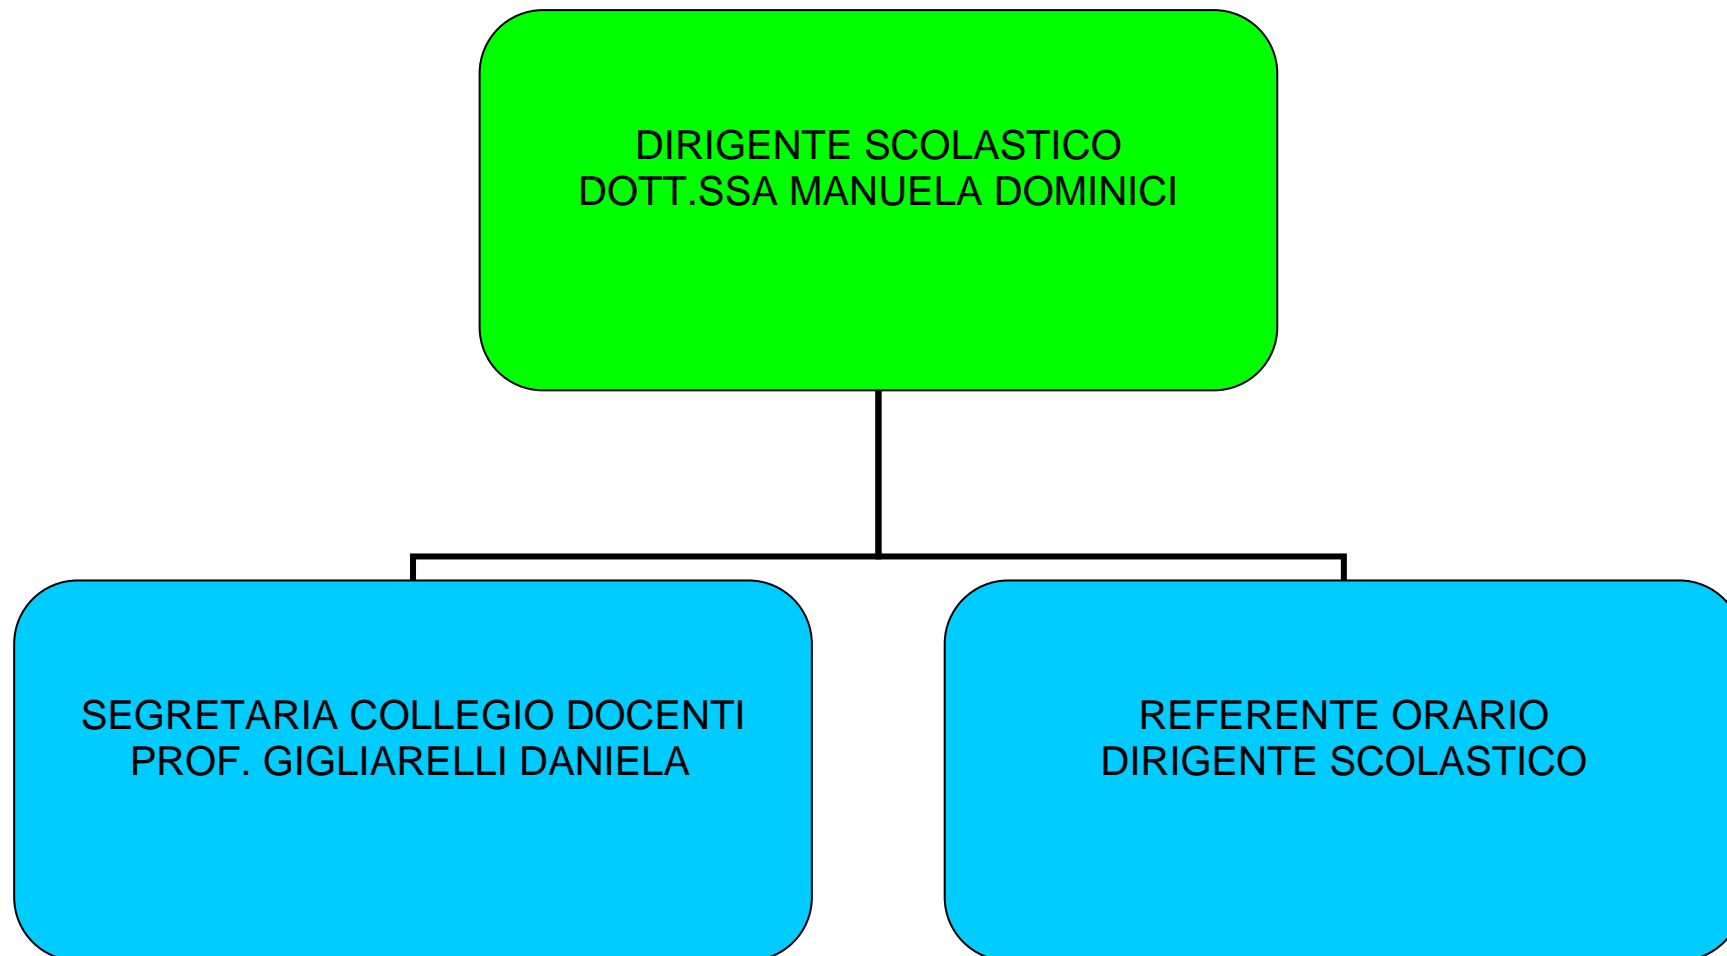 DIRIGENTE SCOLASTICO
DOTT.SSA MANUELA DOMINICI
SEGRETARIA COLLEGIO DOCENTI
PROF. GIGLIARELLI DANIELA
REFERENTE ORARIO
DIRIGENTE SCOLASTICO